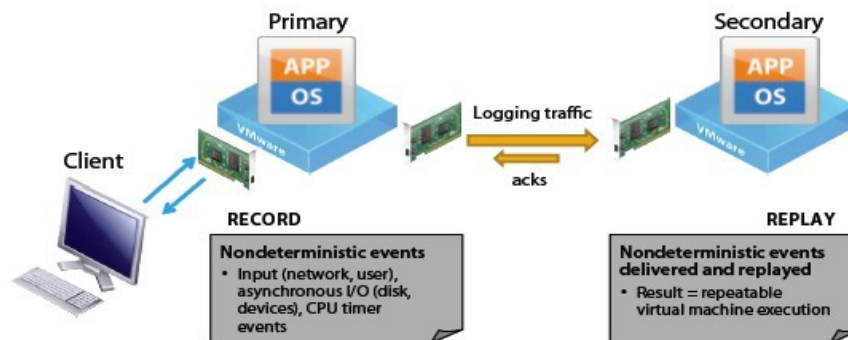 Primary
Secondary
APP
OS
VMware
APP
OS
VMware
Logging traffic
acks
Client
RECORD
REPLAY
Nondeterministic events
• Input (network, user),
asynchronous I/O (disk,
devices), CPU timer
events
Nondeterministic events
delivered and replayed
• Result = repeatable
virtual machine execution